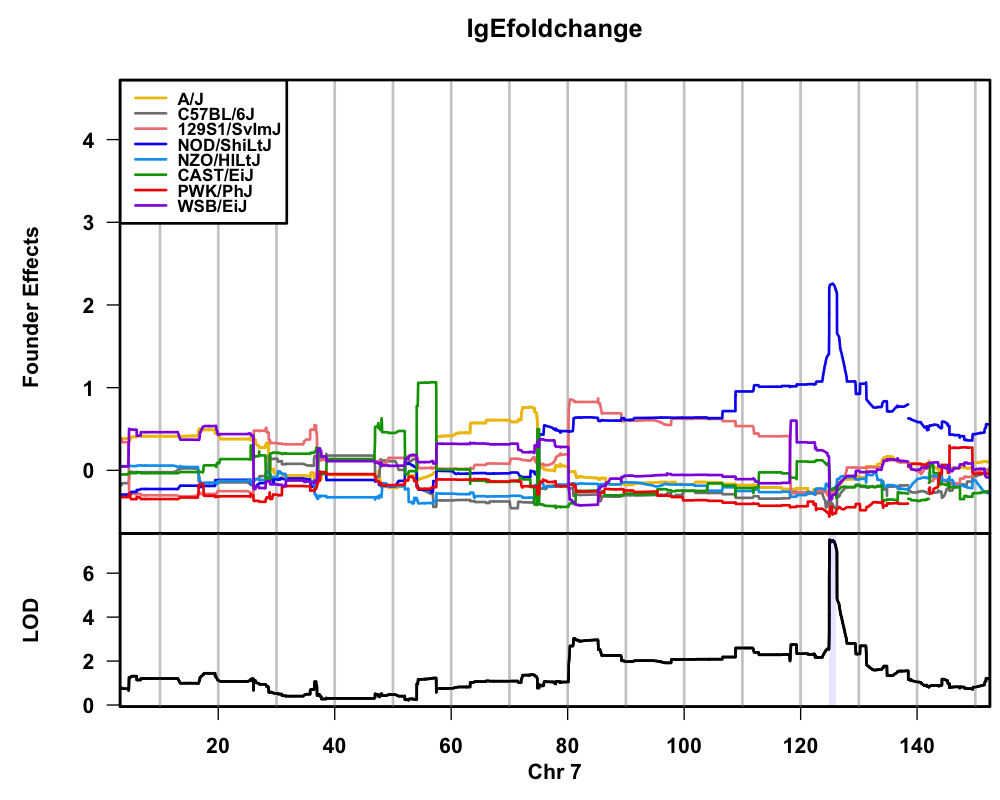 IgEfoldchange
A/J
C57BL/6J
129S1/SvImJ
NOD/ShiLtJ
NZO/HlLtJ
CAST/EiJ
PWK/PhJ
WSB/EiJ
Founder Effects
4
3
2
1
0
LOD
6
4
2
0
20 40 60 80 100 120 140
Chr 7